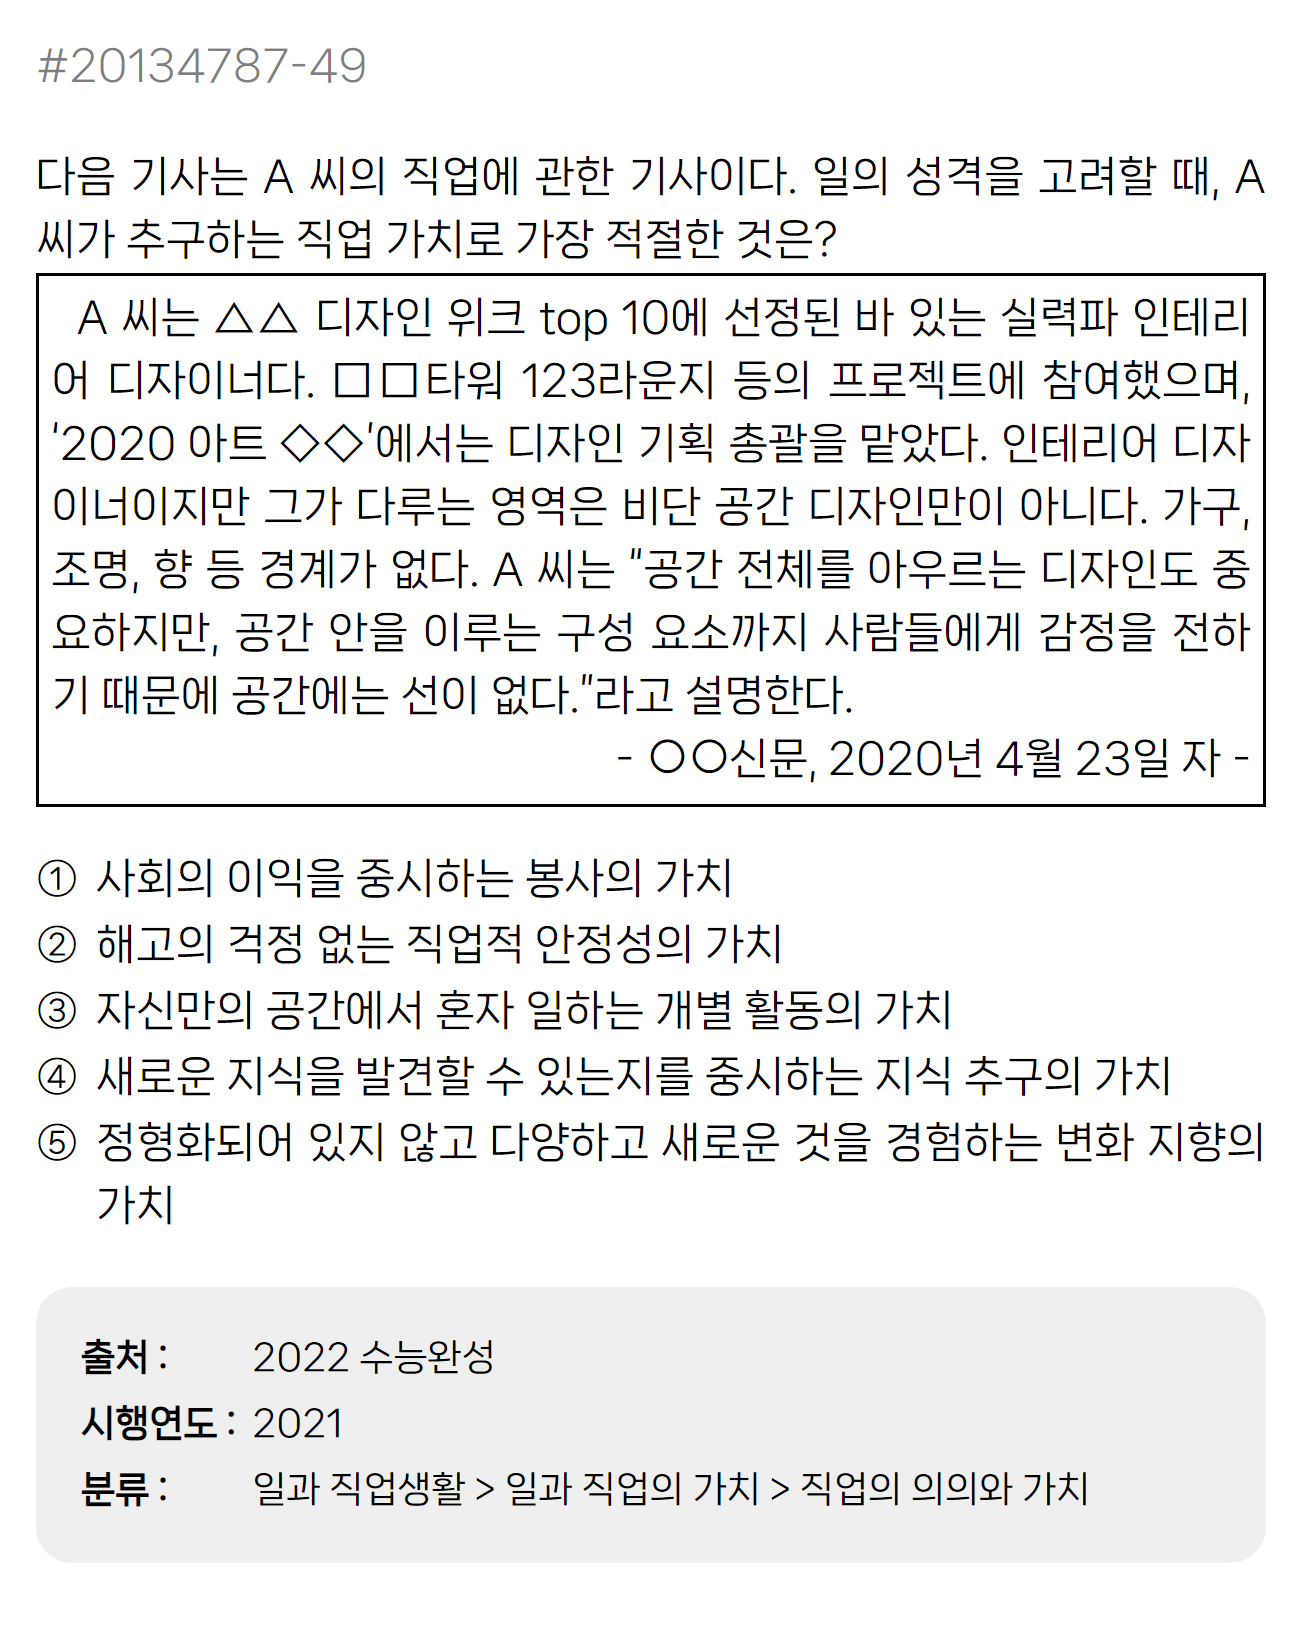 #20134787-49
다음 기사는 A 씨의 직업에 관한 기사이다. 일의 성격을 고려할 때, A
씨가 추구하는 직업 가치로 가장 적절한 것은?
A 씨는 △△ 디자인 위크 top 10에 선정된 바 있는 실력파 인테리
어 디자이너다. □□타워 123라운지 등의 프로젝트에 참여했으며,
'2020 아트 ◇◇'에서는 디자인 기획 총괄을 맡았다. 인테리어 디자
이너이지만 그가 다루는 영역은 비단 공간 디자인만이 아니다. 가구,
조명, 향 등 경계가 없다. A 씨는 “공간 전체를 아우르는 디자인도 중
요하지만, 공간 안을 이루는 구성 요소까지 사람들에게 감정을 전하
기 때문에 공간에는 선이 없다.”라고 설명한다.
- ○○신문, 2020년 4월 23일 자 -
① 사회의 이익을 중시하는 봉사의 가치
② 해고의 걱정 없는 직업적 안정성의 가치
③ 자신만의 공간에서 혼자 일하는 개별 활동의 가치
④ 새로운 지식을 발견할 수 있는지를 중시하는 지식 추구의 가치
⑤ 정형화되어 있지 않고 다양하고 새로운 것을 경험하는 변화 지향의
가치
출처 : 2022 수능완성
시행연도 : 2021
분류 : 일과 직업생활 > 일과 직업의 가치 > 직업의 의의와 가치